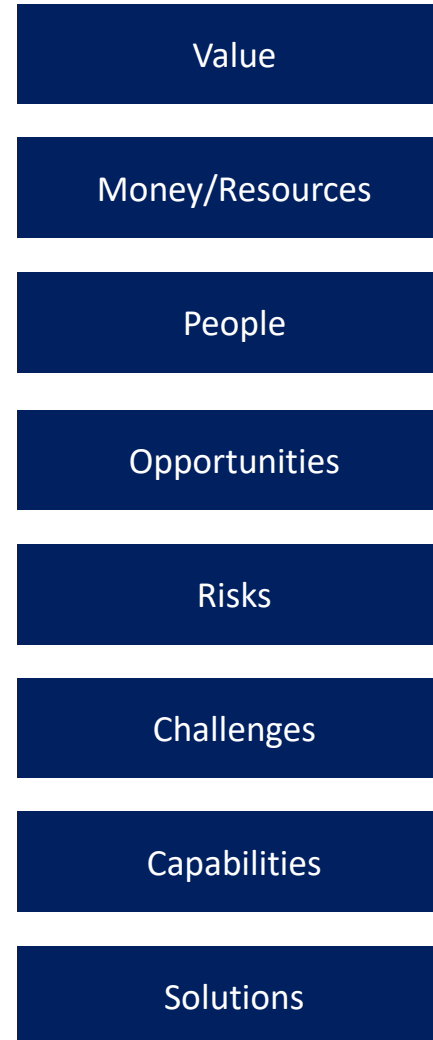 Value
Money/Resources
People
Opportunities
Risks
Challenges
Capabilities
Solutions